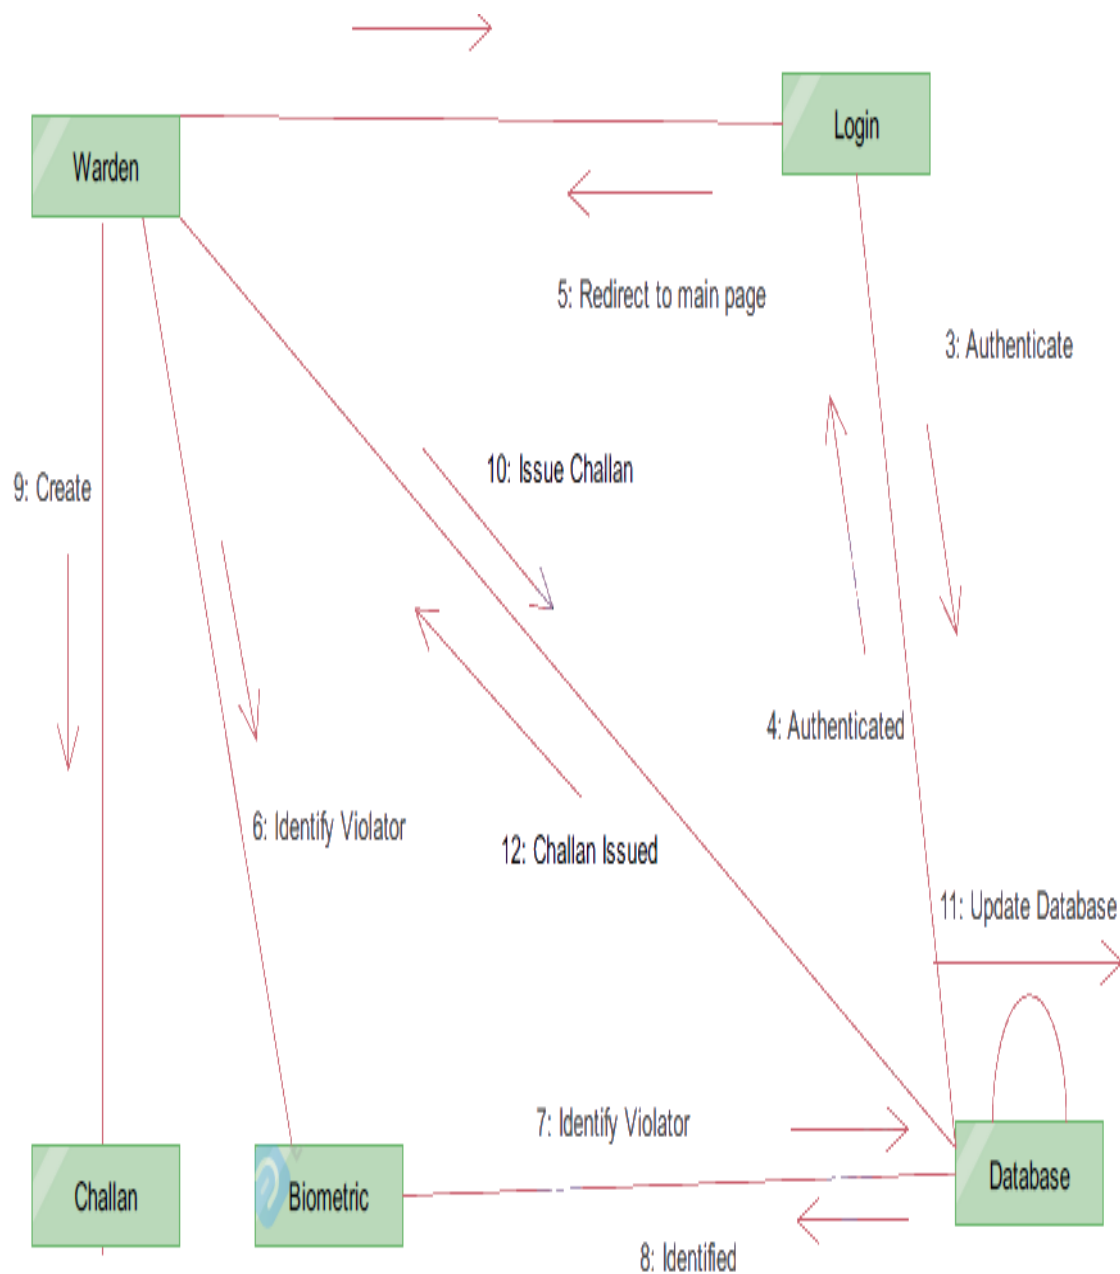 Login
Warden
5: Redirect to main page
3: Authenticate
10: Issue Challan
9: Create
4: Authenticated
6: Identify Violator
12: Challan Issued
11: Update Database
7: Identify Violator
Database
Challan
Biometric
8: Identified